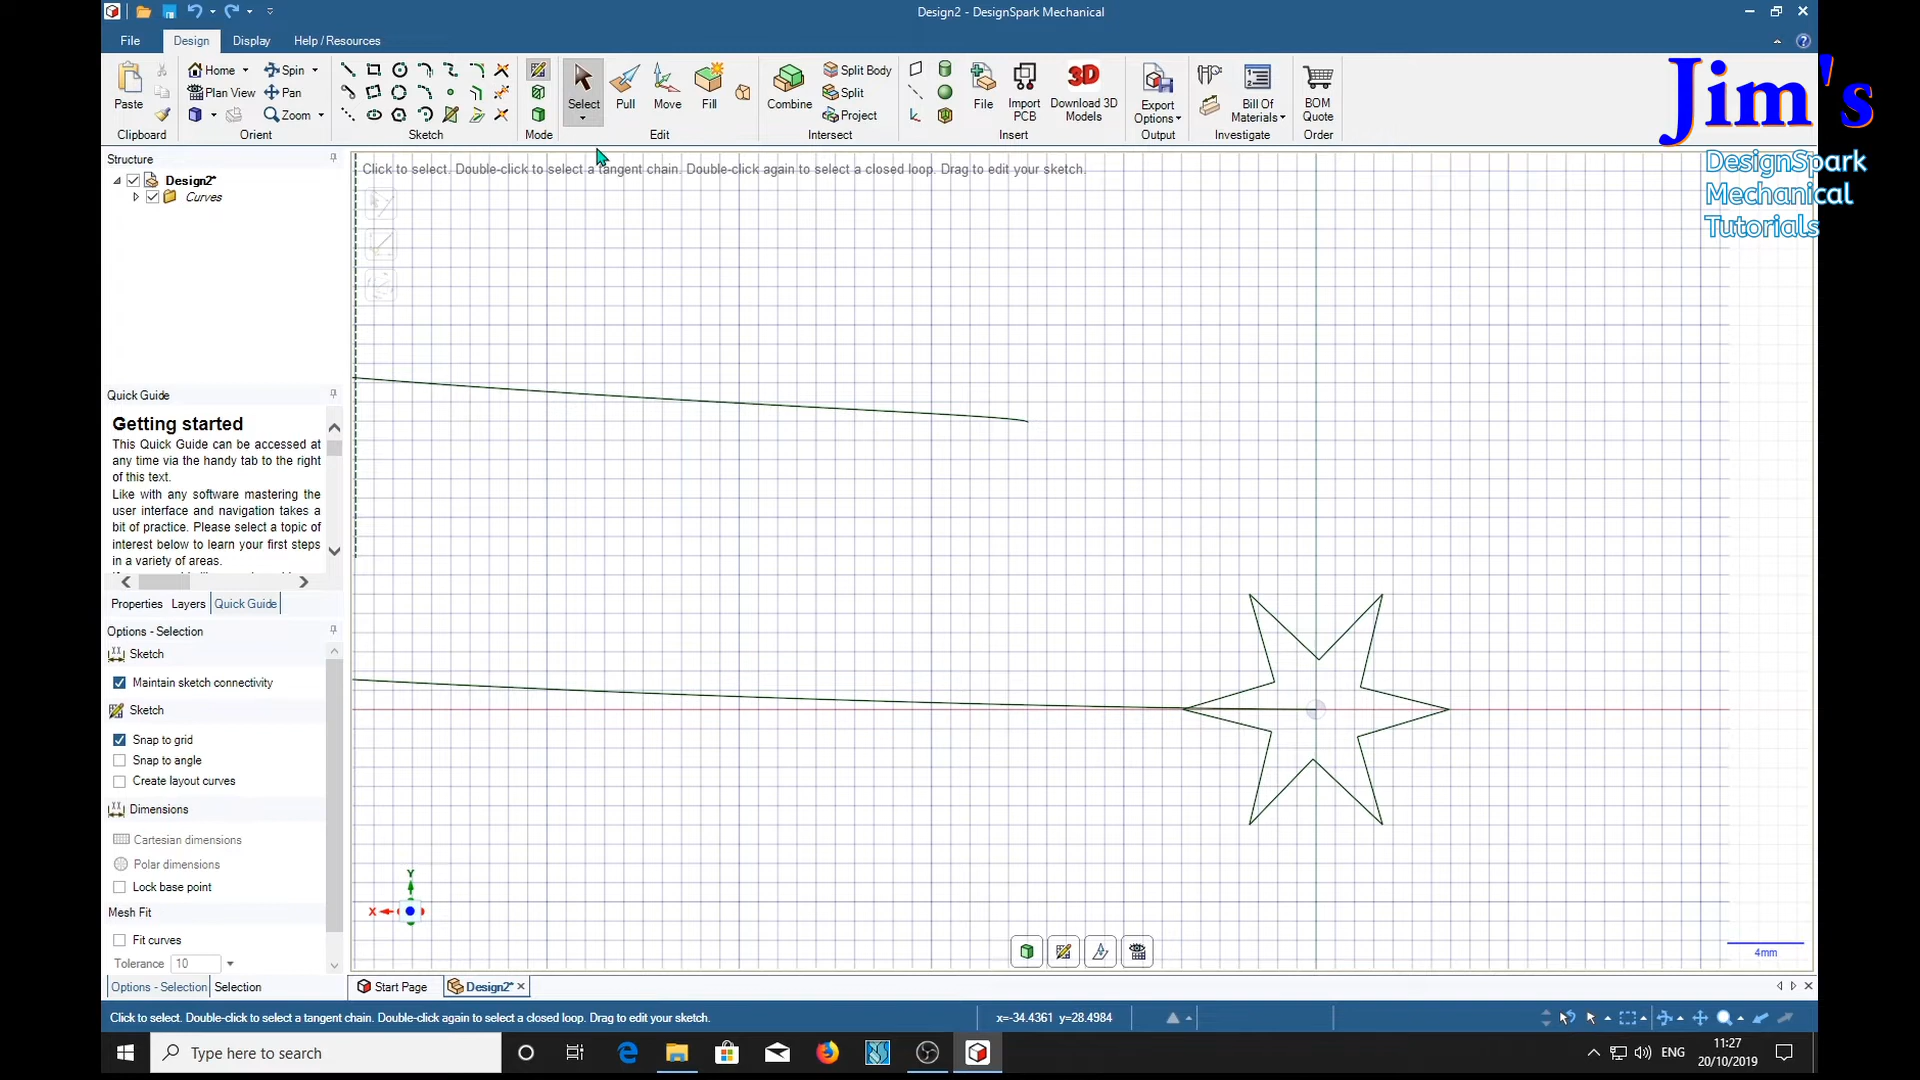 Design2 - DesignSpark Mechanical
File Design Display Help / Resources
Jim's
DesignSpark
Mechanical
Tutorials
Paste
Clipboard
Home
Spin
Plan View
Pan
Zoom
Orient
Sketch
Mode
Select
Pull
Move
Fill
Edit
Combine
Split Body
Split
Project
Intersect
File
Import
PCB
3D
Download 3D
Models
Insert
Export
Options
Output
Bill Of
Materials
Investigate
BOM
Quote
Order
Structure
Design2*
Curves
Click to select. Double-click to select a tangent chain. Double-click again to select a closed loop. Drag to edit your sketch.
Quick Guide
Getting started
This Quick Guide can be accessed at
any time via the handy tab to the right
of this text.
Like with any software mastering the
user interface and navigation takes a
bit of practice. Please select a topic of
interest below to learn your first steps
in a variety of areas.
Properties Layers Quick Guide
Options - Selection
Sketch
Maintain sketch connectivity
Sketch
Snap to grid
Snap to angle
Create layout curves
Dimensions
Cartesian dimensions
Polar dimensions
Lock base point
Mesh Fit
Fit curves
Tolerance 10
Options - Selection Selection
Y
X
4mm
Start Page Design2*
Click to select. Double-click to select a tangent chain. Double-click again to select a closed loop. Drag to edit your sketch.
x=-34.4361 y=28.4984
Type here to search
ENG
11:27
20/10/2019